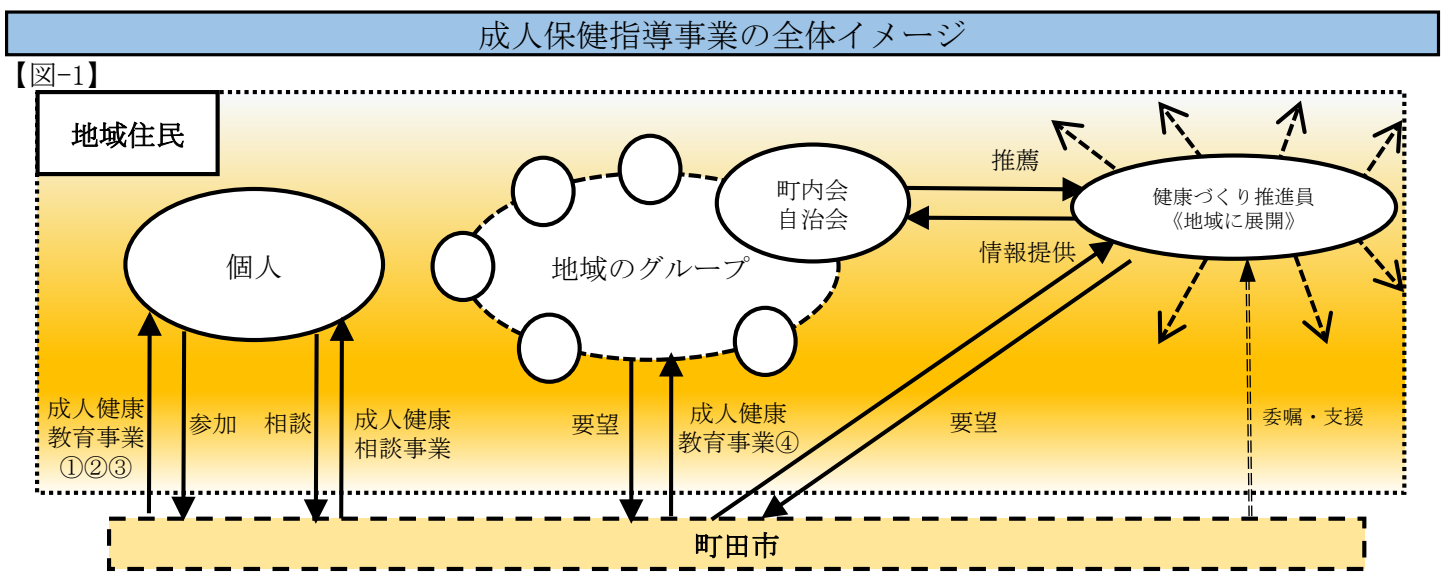 成人保健指導事業の全体イメージ
【図-1】
地域住民
個人
地域のグループ
町内会
自治会
推薦
情報提供
健康づくり推進員
《地域に展開》
成人健康
教育事業
①②③
参加
相談
成人健康
相談事業
要望
成人健康
教育事業④
要望
委嘱・支援
町田市